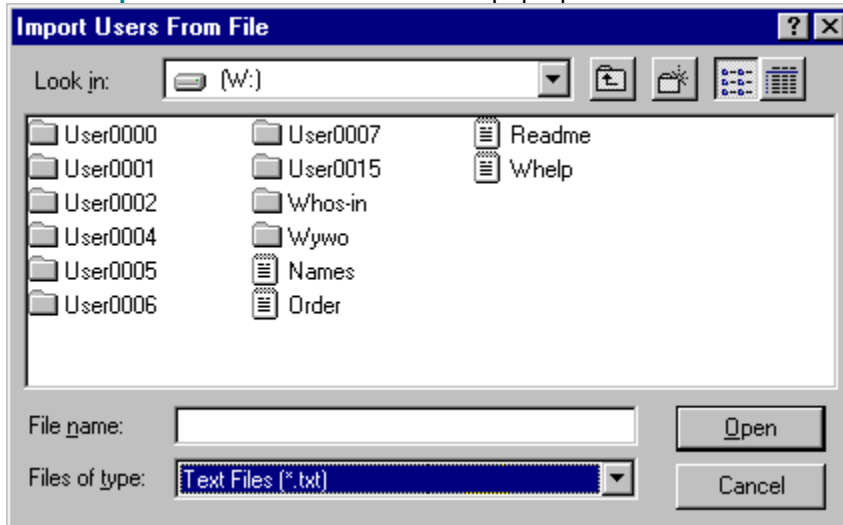 Import Users From File
Look in: (W:)
User0000 User0007 Readme
User0001 User0015 Whelp
User0002 Whos-in
User0004 Wywo
User0005 Names
User0006 Order
File name: Open
Files of type: Text Files (*.txt) Cancel